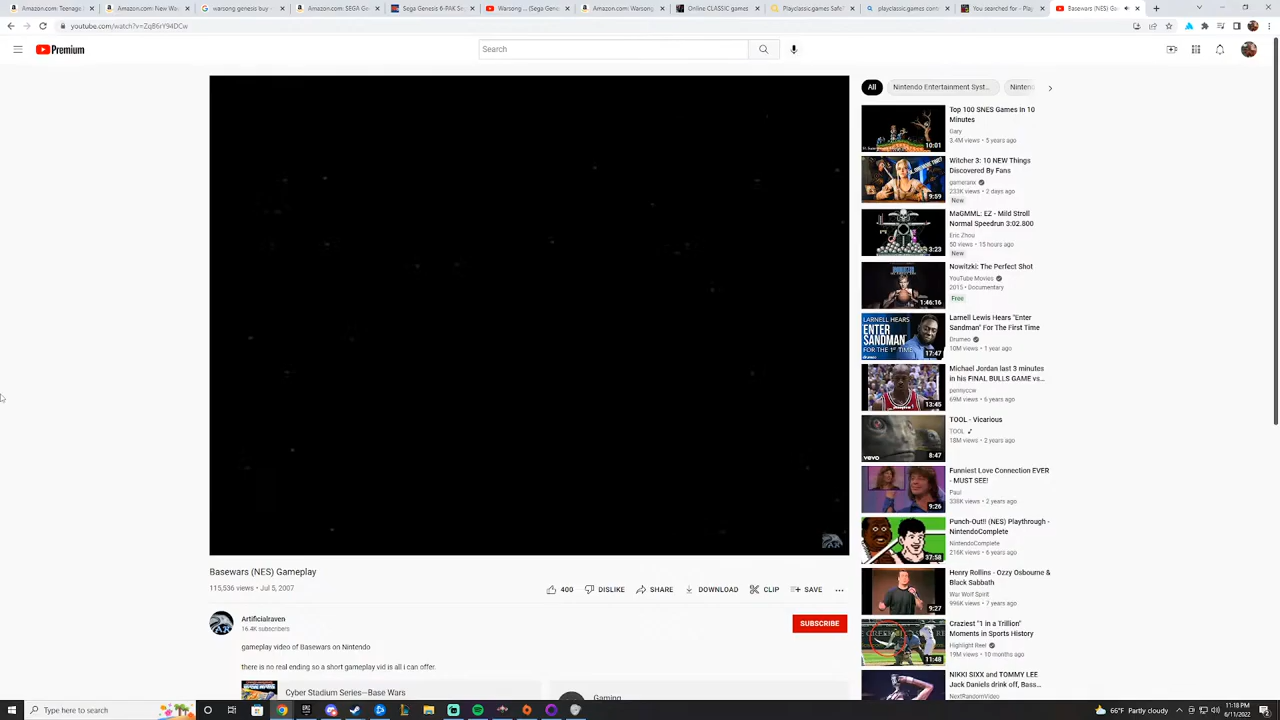 Amazon.com: Teenag
Amazon.com: New Wo
warsong genesis buy -
Amazon.com: SEGA Ge
Sega Genesis 6-PAK Se
Warsong ... (Sega Gene
Amazon.com: Warsong
Online CLASSIC games
Playclassic.games Safe?
playclassic.games cont
You searched for - Play
Basewars (NES) Ga
youtube.com/watch?v=ZqB6rY94DCw
Premium
Search
All
Nintendo Entertainment Syst...
Top 100 SNES Games In 10
Minutes
Gary
3.4M views • 5 years ago
10:01
Witcher 3: 10 NEW Things
Discovered By Fans
gameranx
233K views • 2 days ago
New
9:59
MaGMML: EZ - Mild Stroll
Normal Speedrun 3:02.800
Eric Zhou
50 views • 15 hours ago
New
3:23
Nowitzki: The Perfect Shot
YouTube Movies
2015 • Documentary
Free
1:46:16
LARNELL HEARS
ENTER
SANDMAN
FOR THE 1ST TIME
17:47
Larnell Lewis Hears "Enter
Sandman" For The First Time
Drumeo
10M views • 1 year ago
Michael Jordan last 3 minutes
in his FINAL BULLS GAME vs...
pennyccw
69M views • 6 years ago
13:45
TOOL - Vicarious
TOOL
18M views • 2 years ago
vevo
8:47
Funniest Love Connection EVER
- MUST SEE!
Paul
338K views • 2 years ago
9:26
Punch-Out!! (NES) Playthrough -
NintendoComplete
NintendoComplete
216K views • 6 years ago
37:58
Henry Rollins - Ozzy Osbourne &
Black Sabbath
War Wolf Spirit
996K views • 7 years ago
9:27
Craziest "1 in a Trillion"
Moments in Sports History
Highlight Reel
19M views • 10 months ago
11:48
NIKKI SIXX and TOMMY LEE
Jack Daniels drink off, Bass...
NextRandomVideo
Basewars (NES) Gameplay
115,536 views • Jul 5, 2007
400
DISLIKE
SHARE
DOWNLOAD
CLIP
SAVE
Artificialraven
16.4K subscribers
SUBSCRIBE
gameplay video of Basewars on Nintendo
there is no real ending so a short gameplay vid is all i can offer.
Cyber Stadium Series--Base Wars
Gaming
Type here to search
66°F Partly cloudy
11:18 PM
6/11/2022